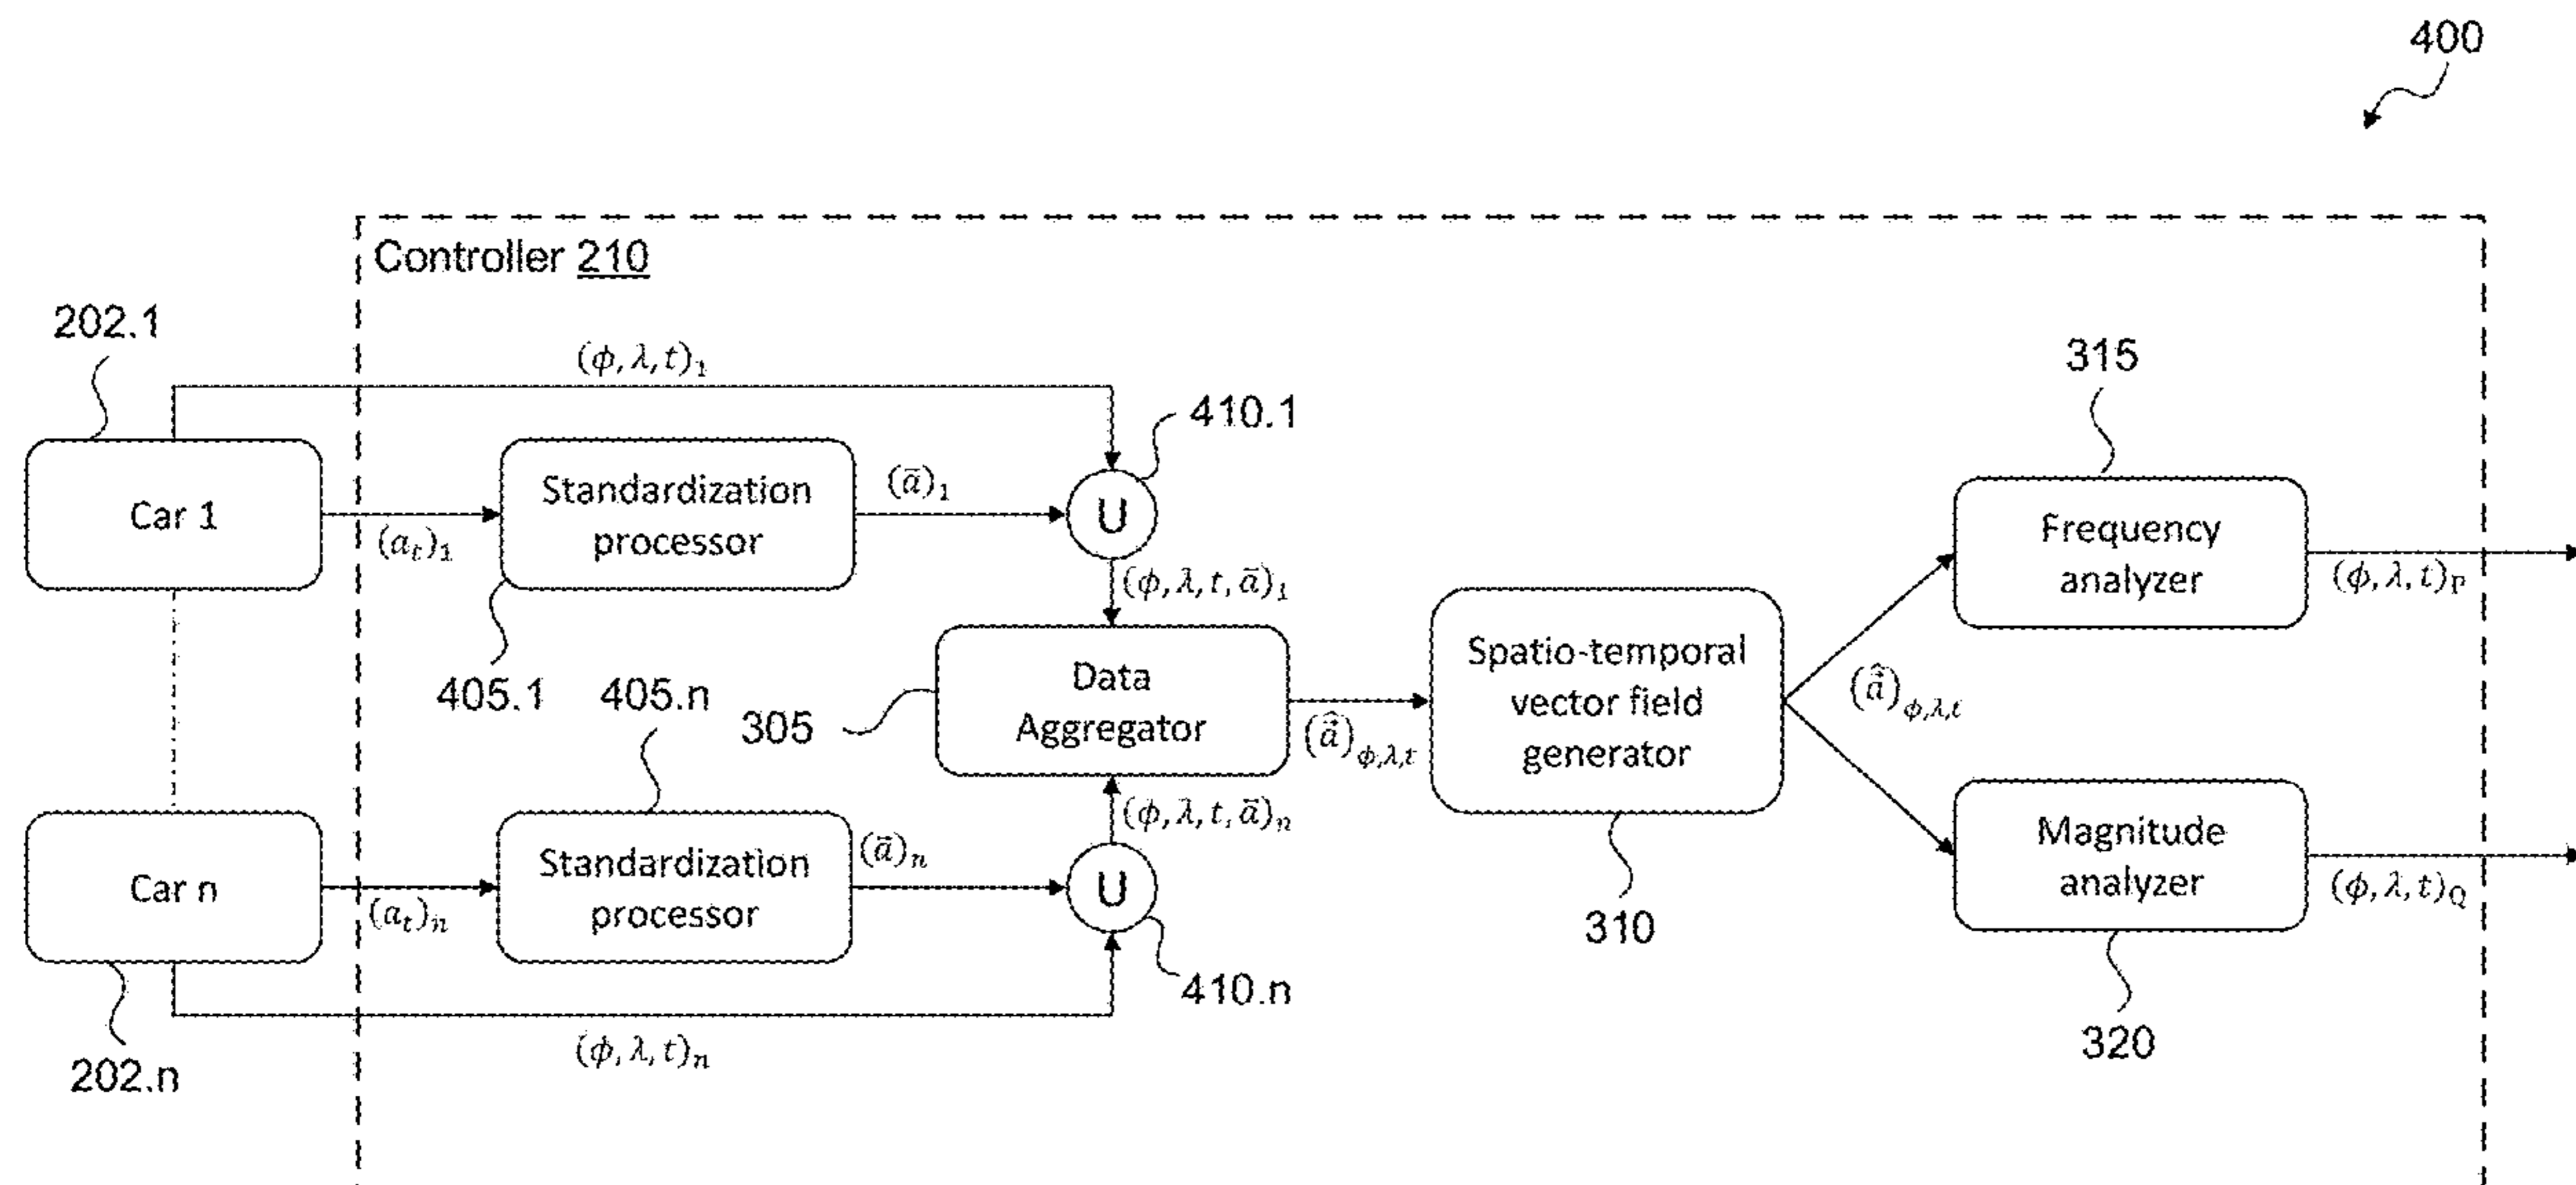 400
Controller 210
202.1
(ϕ, λ, t)₁
315
410.1
Car 1
(aₜ)₁
Standardization
processor
(ā)₁
U
Frequency
analyzer
(ϕ, λ, t)ₚ
(ϕ, λ, t, ā)₁
405.1
405.n
305
Data
Aggregator
(â̄)ϕ,λ,t
Spatio-temporal
vector field
generator
(â̄)ϕ,λ,t
Car n
(aₜ)ₙ
Standardization
processor
(ā)ₙ
(ϕ, λ, t, ā)ₙ
U
310
Magnitude
analyzer
(ϕ, λ, t)Q
410.n
202.n
(ϕ, λ, t)ₙ
320